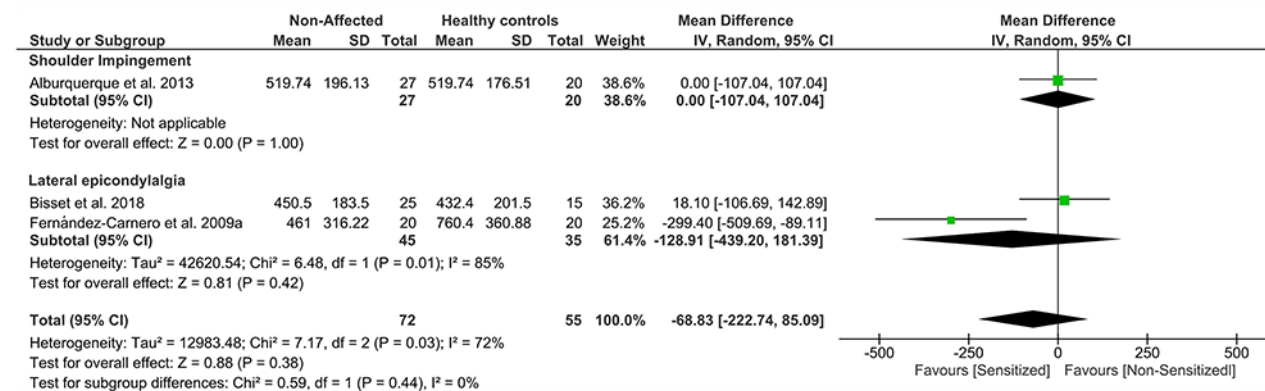 Non-Affected Healthy controls Mean Difference Mean Difference
Study or Subgroup Mean SD Total Mean SD Total Weight IV, Random, 95% CI IV, Random, 95% CI
Shoulder Impingement
Alburquerque et al. 2013 519.74 196.13 27 519.74 176.51 20 38.6% 0.00 [-107.04, 107.04]
Subtotal (95% CI) 27 20 38.6% 0.00 [-107.04, 107.04]
Heterogeneity: Not applicable
Test for overall effect: Z = 0.00 (P = 1.00)
Lateral epicondylalgia
Bisset et al. 2018 450.5 183.5 25 432.4 201.5 15 36.2% 18.10 [-106.69, 142.89]
Fernández-Carnero et al. 2009a 461 316.22 20 760.4 360.88 20 25.2% -299.40 [-509.69, -89.11]
Subtotal (95% CI) 45 35 61.4% -128.91 [-439.20, 181.39]
Heterogeneity: Tau² = 42620.54; Chi² = 6.48, df = 1 (P = 0.01); I² = 85%
Test for overall effect: Z = 0.81 (P = 0.42)
Total (95% CI) 72 55 100.0% -68.83 [-222.74, 85.09]
Heterogeneity: Tau² = 12983.48; Chi² = 7.17, df = 2 (P = 0.03); I² = 72%
Test for overall effect: Z = 0.88 (P = 0.38)
Test for subgroup differences: Chi² = 0.59, df = 1 (P = 0.44), I² = 0%
-500 -250 0 250 500
Favours [Sensitized] Favours [Non-Sensitized]